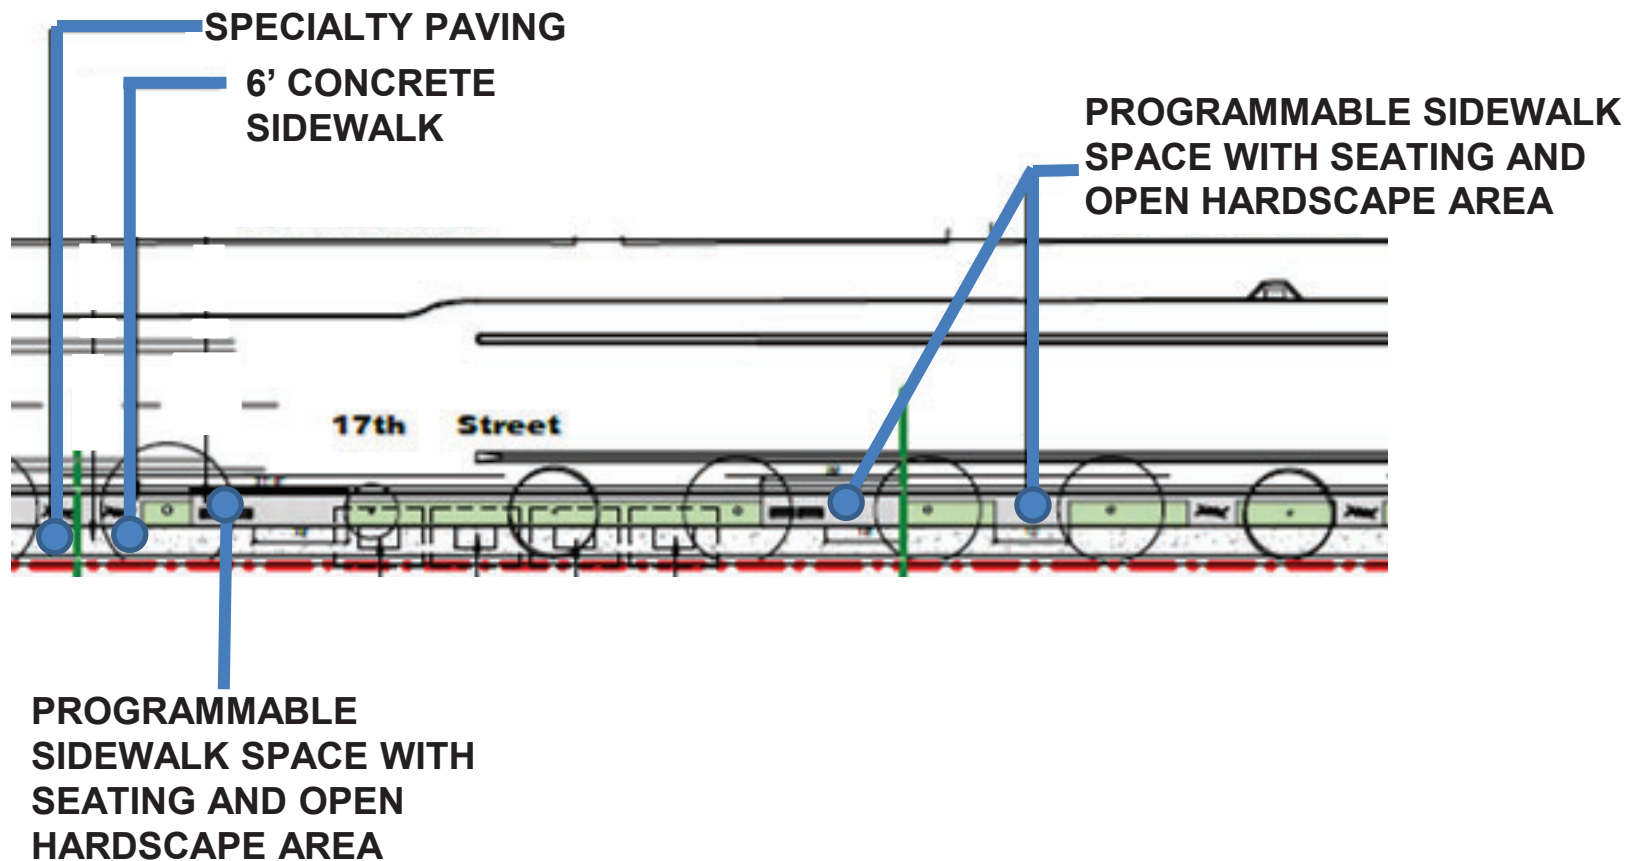 SPECIALTY PAVING
6’ CONCRETE
SIDEWALK
PROGRAMMABLE SIDEWALK
SPACE WITH SEATING AND
OPEN HARDSCAPE AREA
17th Street
PROGRAMMABLE
SIDEWALK SPACE WITH
SEATING AND OPEN
HARDSCAPE AREA